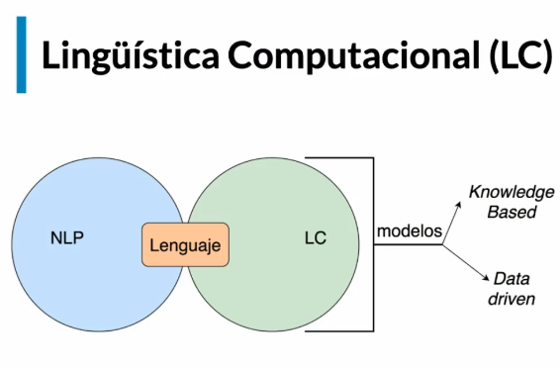 Lingüística Computacional (LC)
NLP
Lenguaje
LC
modelos
Knowledge
Based
Data
driven